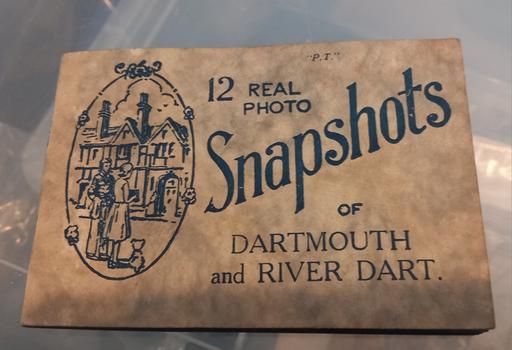 "P.T."
12 REAL
PHOTO
Snapshots
OF
DARTMOUTH
and RIVER DART.